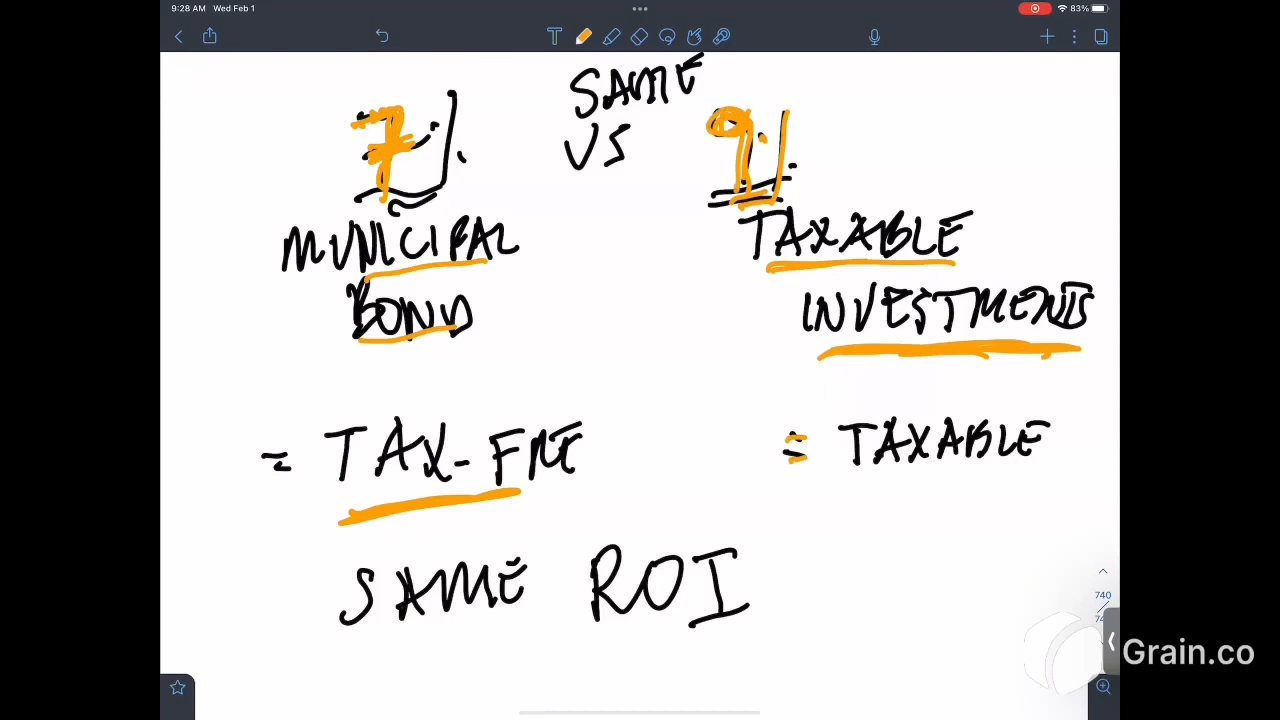 9:28 AM Wed Feb 1
83%
SAME
7% VS 9%
MUNICIPAL TAXABLE
BOND INVESTMENTS
= TAX-FREE = TAXABLE
SAME ROI
740
Grain.co